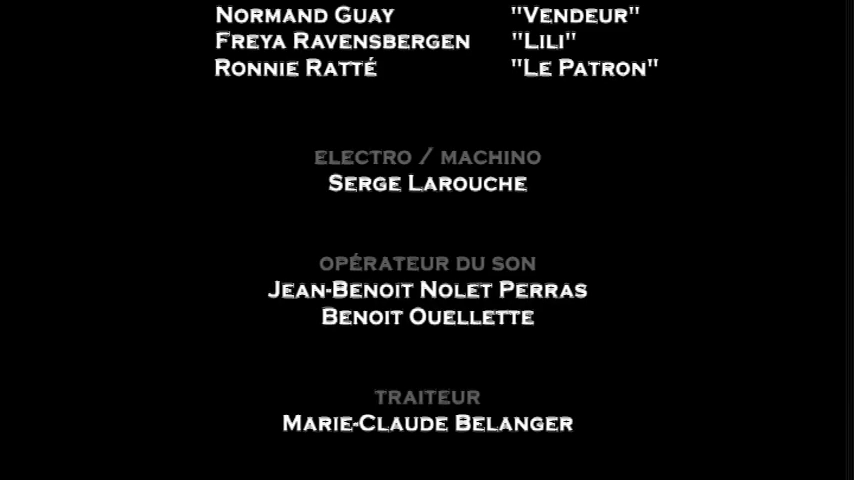 Normand Guay "Vendeur"
Freya Ravensbergen "Lili"
Ronnie Ratté "Le Patron"
ELECTRO / MACHINO
Serge Larouche
OPÉRATEUR DU SON
Jean-Benoit Nolet Perras
Benoit Ouellette
TRAITEUR
Marie-Claude Belanger